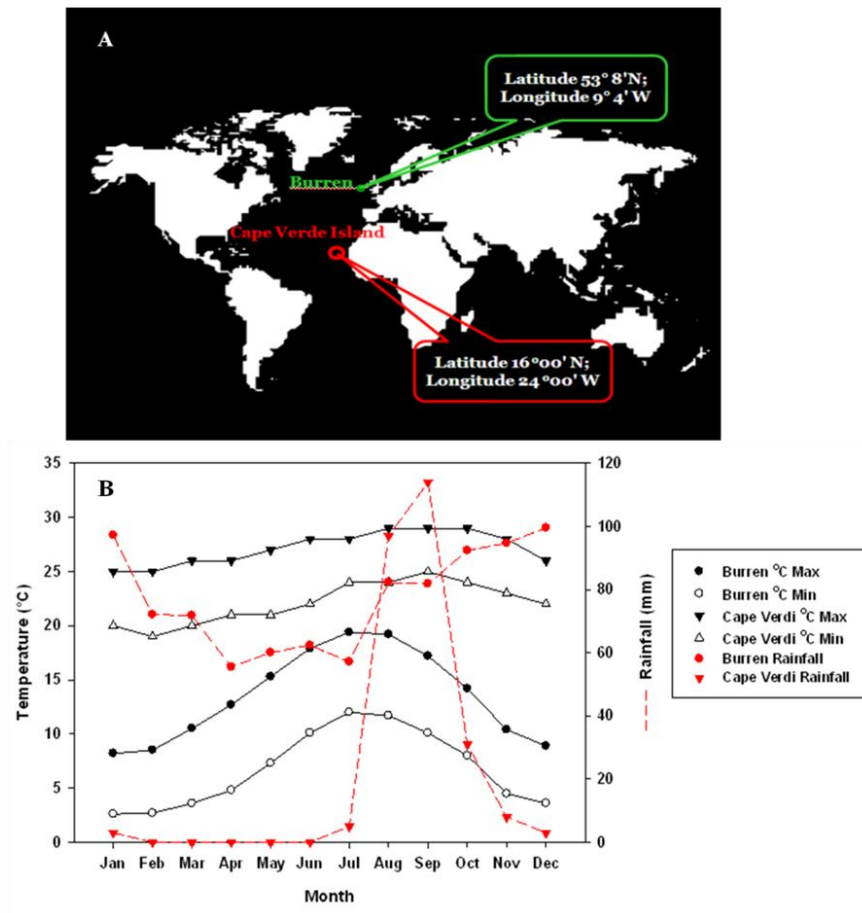 A
Latitude 53° 8'N;
Longitude 9° 4' W
Burren
Cape Verde Island
Latitude 16°00' N;
Longitude 24°00' W
B
35
30
25
20
15
10
5
0
Temperature (°C)
120
100
80
60
40
20
0
Rainfall (mm)
Jan Feb Mar Apr May Jun Jul Aug Sep Oct Nov Dec
Month
Burren °C Max
Burren °C Min
Cape Verdi °C Max
Cape Verdi °C Min
Burren Rainfall
Cape Verdi Rainfall